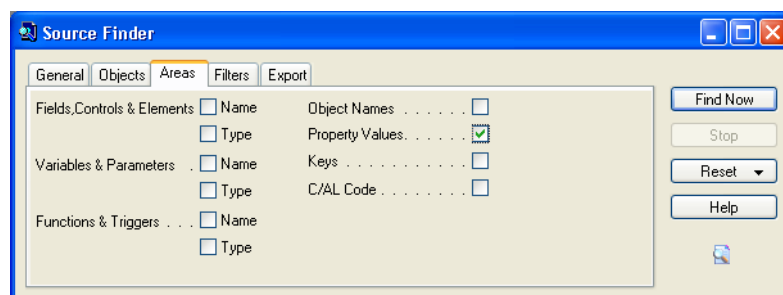 Source Finder
General Objects Areas Filters Export
Fields,Controls & Elements Name Object Names . . . . . .
Type Property Values. . . . . .
Variables & Parameters . Name Keys . . . . . . . . . . .
Type C/AL Code . . . . . . . .
Functions & Triggers . . . Name
Type
Find Now
Stop
Reset
Help